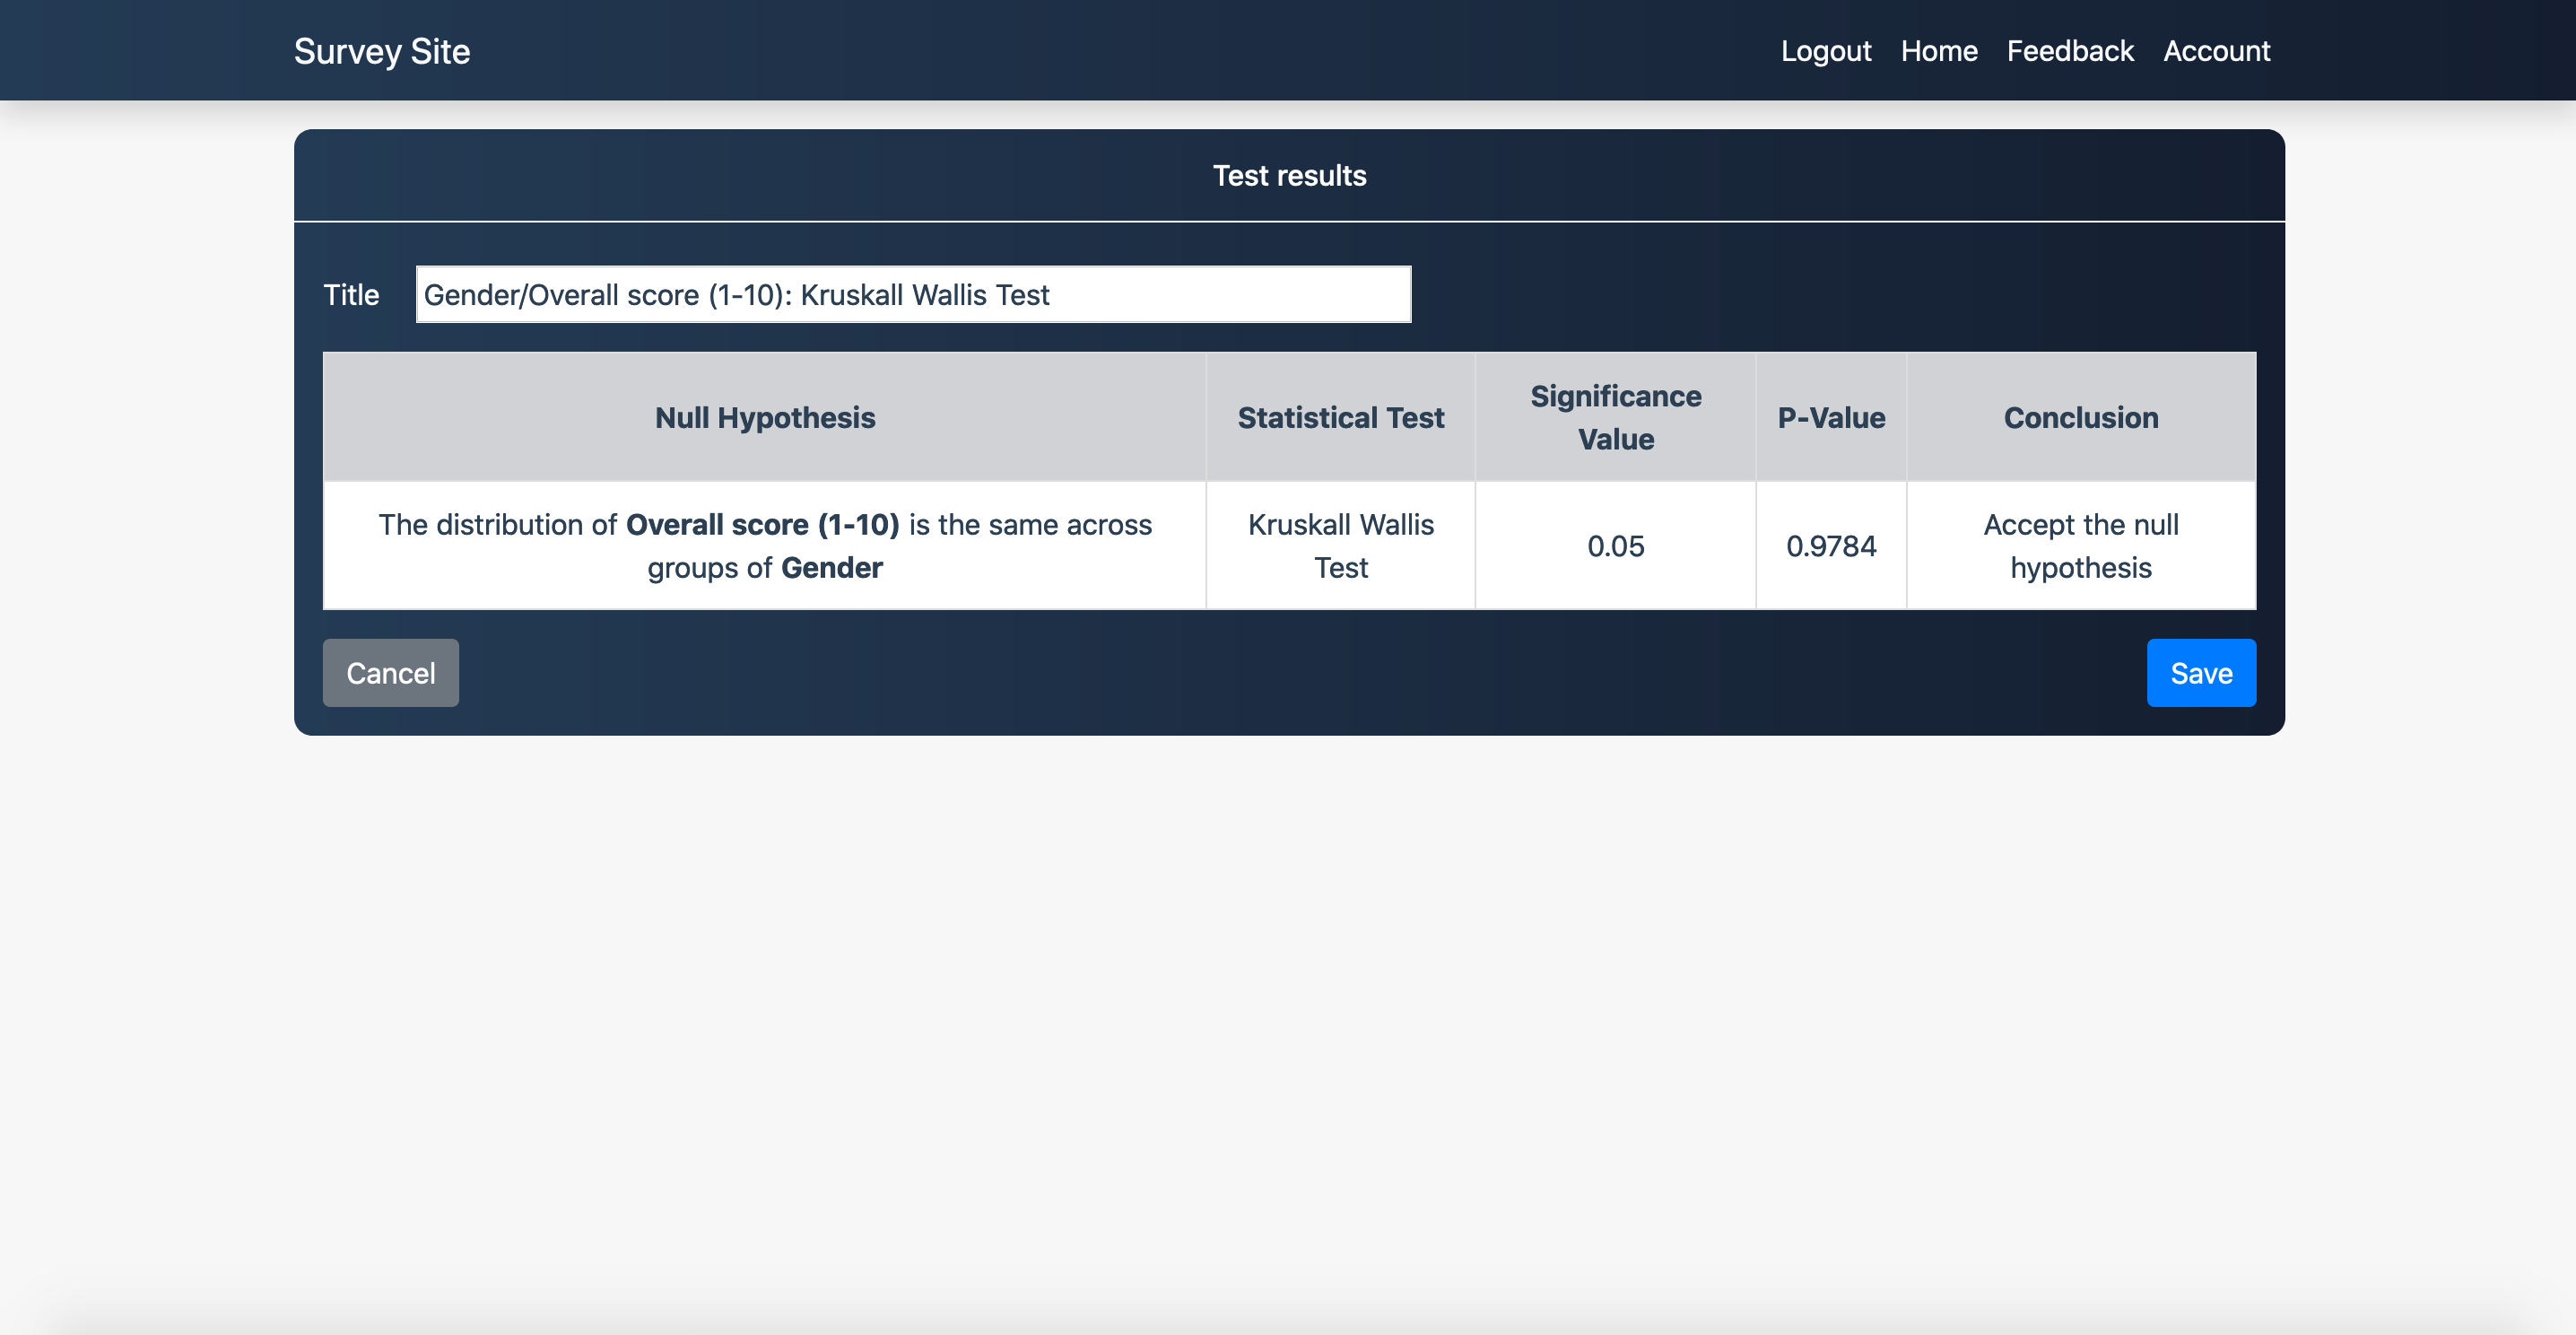 Survey Site
Logout Home Feedback Account
Test results
Title Gender/Overall score (1-10): Kruskall Wallis Test
Null Hypothesis
Statistical Test
Significance
Value
P-Value
Conclusion
The distribution of Overall score (1-10) is the same across
groups of Gender
Kruskall Wallis
Test
0.05
0.9784
Accept the null
hypothesis
Cancel
Save